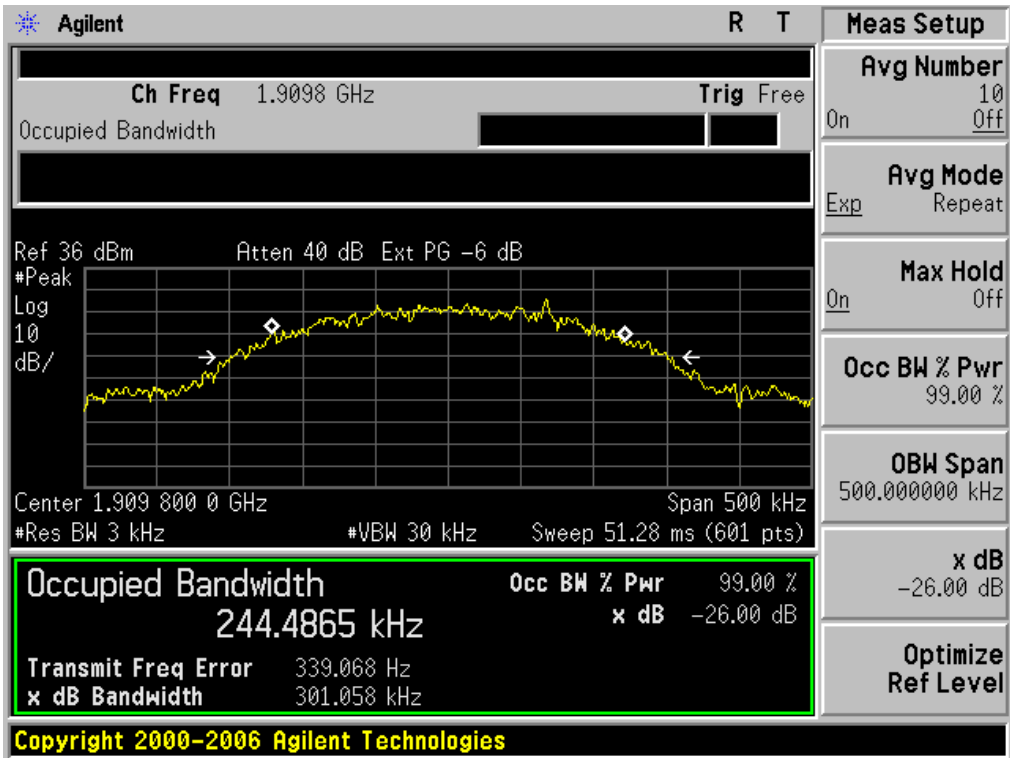 Agilent R T
Ch Freq 1.9098 GHz Trig Free
Occupied Bandwidth
Ref 36 dBm Atten 40 dB Ext PG -6 dB
#Peak
Log
10
dB/
Center 1.909 800 0 GHz Span 500 kHz
#Res BW 3 kHz #VBW 30 kHz Sweep 51.28 ms (601 pts)
Occupied Bandwidth Occ BW % Pwr 99.00 %
244.4865 kHz x dB -26.00 dB
Transmit Freq Error 339.068 Hz
x dB Bandwidth 301.058 kHz
Copyright 2000-2006 Agilent Technologies
Meas Setup
Avg Number
10
On Off
Avg Mode
Exp Repeat
Max Hold
On Off
Occ BW % Pwr
99.00 %
OBW Span
500.000000 kHz
x dB
-26.00 dB
Optimize
Ref Level